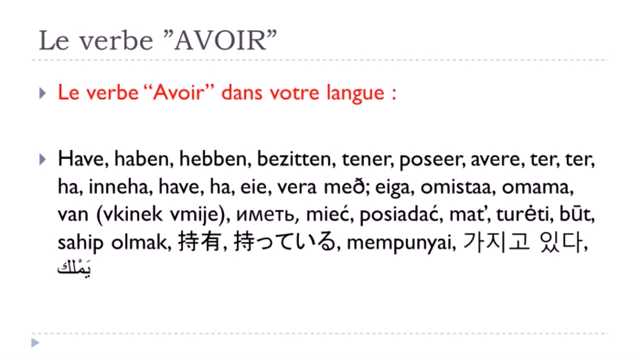 Le verbe ”AVOIR”
Le verbe “Avoir” dans votre langue :
Have, haben, hebben, bezitten, tener, poseer, avere, ter, ter,
ha, inneha, have, ha, eie, vera með; eiga, omistaa, omama,
van (vkinek vmije), иметь, mieć, posiadać, mať, turėti, būt,
sahip olmak, 持有, 持っている, mempunyai, 가지고 있다,
يَمْلك